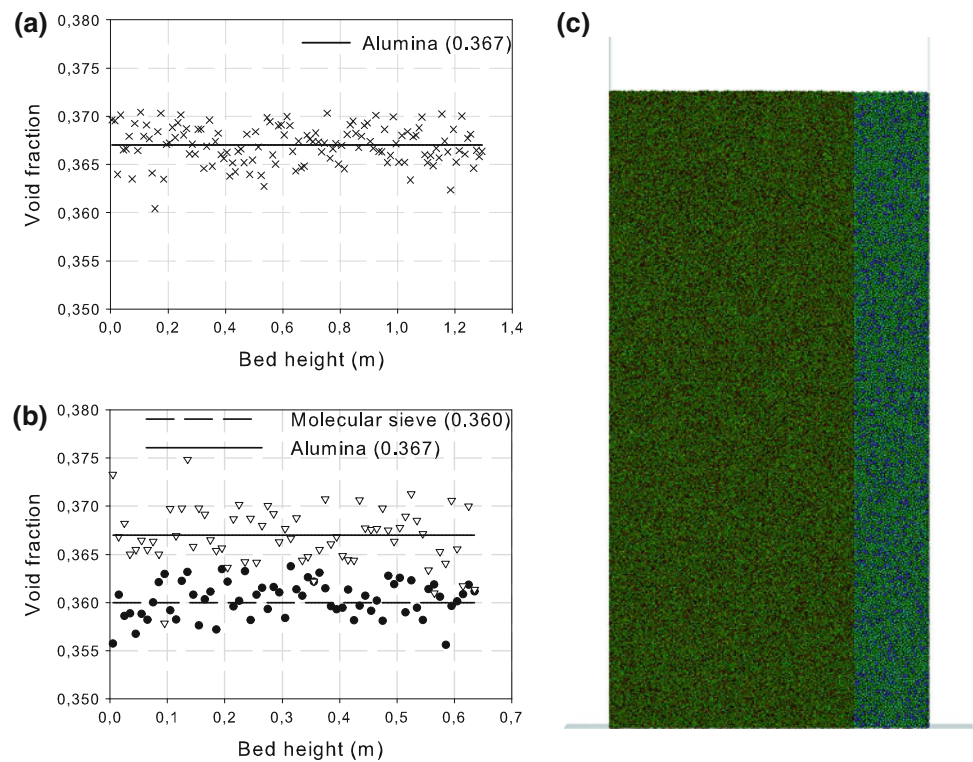 (a)
0,380
0,375
0,370
0,365
0,360
0,355
0,350
Void fraction
Alumina (0.367)
0,0 0,2 0,4 0,6 0,8 1,0 1,2 1,4
Bed height (m)
(b)
0,380
0,375
0,370
0,365
0,360
0,355
0,350
Void fraction
Molecular sieve (0.360)
Alumina (0.367)
0,0 0,1 0,2 0,3 0,4 0,5 0,6 0,7
Bed height (m)
(c)